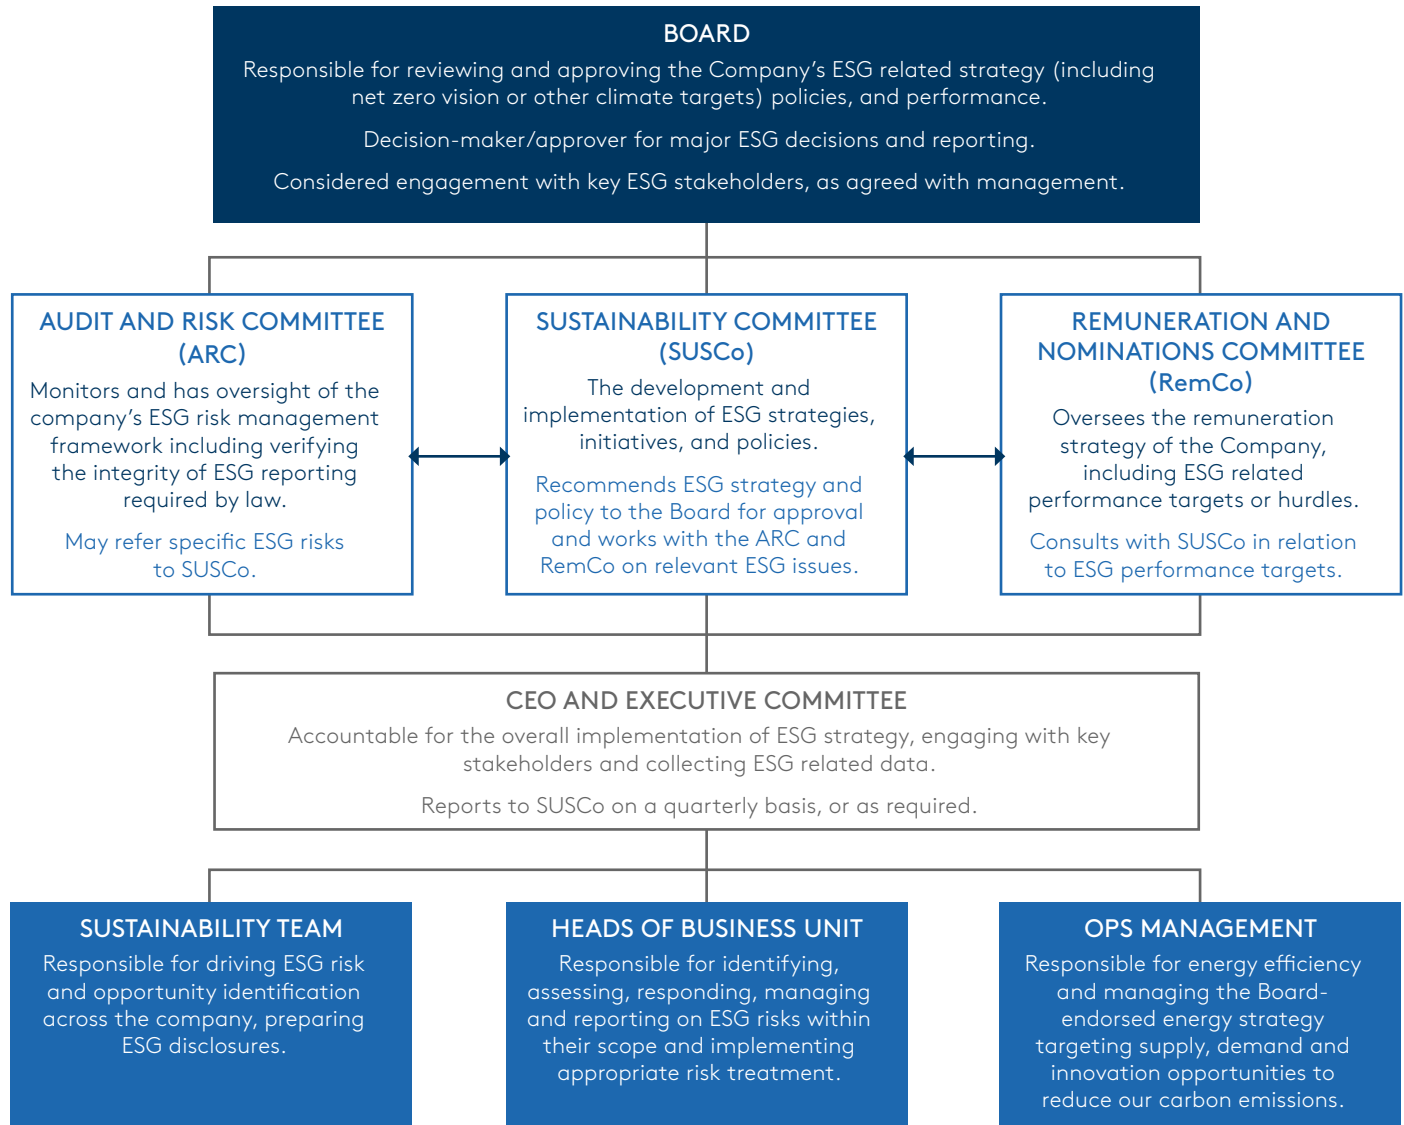 BOARD
Responsible for reviewing and approving the Company’s ESG related strategy (including
net zero vision or other climate targets) policies, and performance.
Decision-maker/approver for major ESG decisions and reporting.
Considered engagement with key ESG stakeholders, as agreed with management.
AUDIT AND RISK COMMITTEE
(ARC)
Monitors and has oversight of the
company’s ESG risk management
framework including verifying
the integrity of ESG reporting
required by law.
May refer specific ESG risks
to SUSCo.
SUSTAINABILITY COMMITTEE
(SUSCo)
The development and
implementation of ESG strategies,
initiatives, and policies.
Recommends ESG strategy and
policy to the Board for approval
and works with the ARC and
RemCo on relevant ESG issues.
REMUNERATION AND
NOMINATIONS COMMITTEE
(RemCo)
Oversees the remuneration
strategy of the Company,
including ESG related
performance targets or hurdles.
Consults with SUSCo in relation
to ESG performance targets.
CEO AND EXECUTIVE COMMITTEE
Accountable for the overall implementation of ESG strategy, engaging with key
stakeholders and collecting ESG related data.
Reports to SUSCo on a quarterly basis, or as required.
SUSTAINABILITY TEAM
Responsible for driving ESG risk
and opportunity identification
across the company, preparing
ESG disclosures.
HEADS OF BUSINESS UNIT
Responsible for identifying,
assessing, responding, managing
and reporting on ESG risks within
their scope and implementing
appropriate risk treatment.
OPS MANAGEMENT
Responsible for energy efficiency
and managing the Board-
endorsed energy strategy
targeting supply, demand and
innovation opportunities to
reduce our carbon emissions.